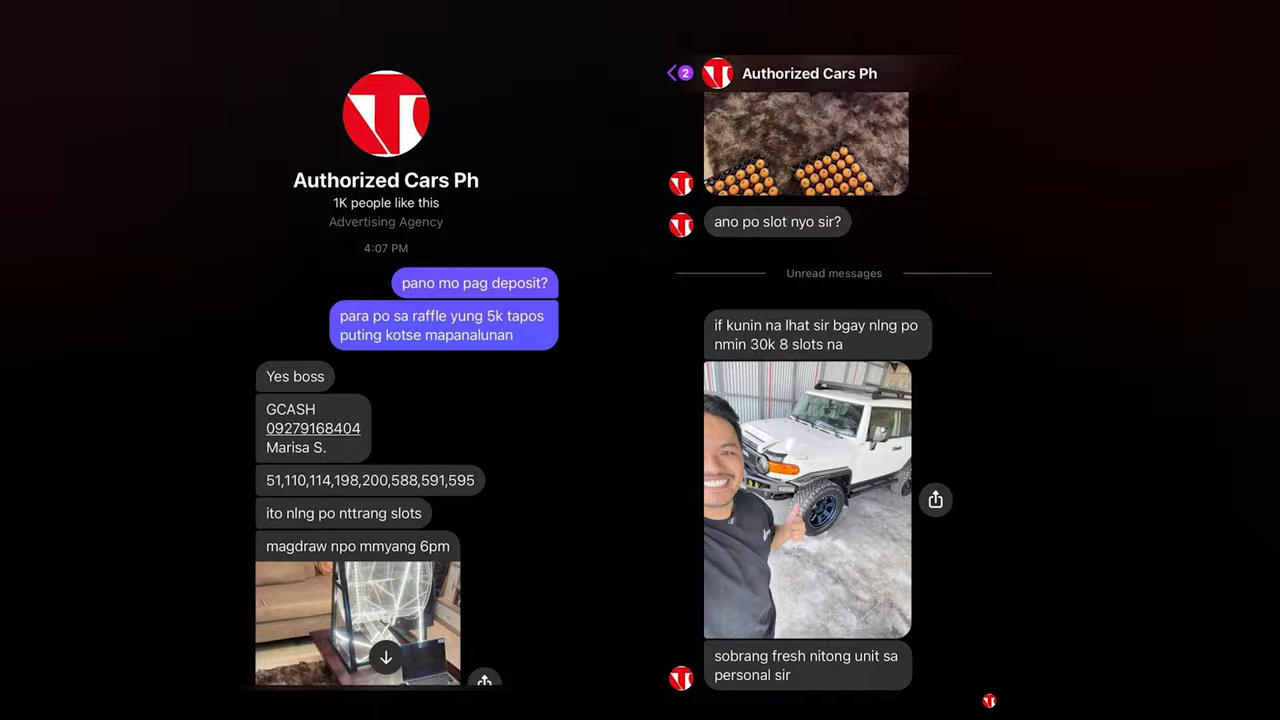 Authorized Cars Ph
1K people like this
Advertising Agency
4:07 PM
pano mo pag deposit?
para po sa raffle yung 5k tapos
puting kotse mapanalunan
Yes boss
GCASH
09279168404
Marisa S.
51,110,114,198,200,588,591,595
ito nlng po nttrang slots
magdraw npo mmyang 6pm
2
Authorized Cars Ph
ano po slot nyo sir?
Unread messages
if kunin na lhat sir bgay nlng po
nmin 30k 8 slots na
sobrang fresh nitong unit sa
personal sir